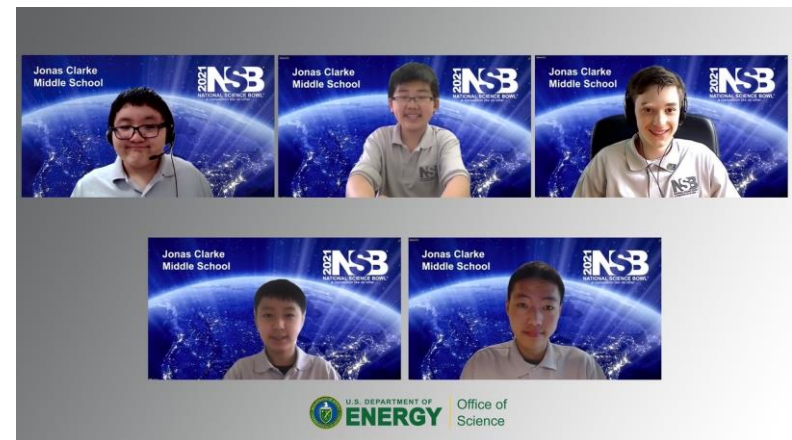 Jonas Clarke
Middle School
2021 NSB
NATIONAL SCIENCE BOWL
Jonas Clarke
Middle School
2021 NSB
NATIONAL SCIENCE BOWL
Jonas Clarke
Middle School
2021 NSB
NATIONAL SCIENCE BOWL
NSB
NSB
Jonas Clarke
Middle School
2021 NSB
NATIONAL SCIENCE BOWL
Jonas Clarke
Middle School
2021 NSB
NATIONAL SCIENCE BOWL
U.S. DEPARTMENT OF
ENERGY
Office of
Science